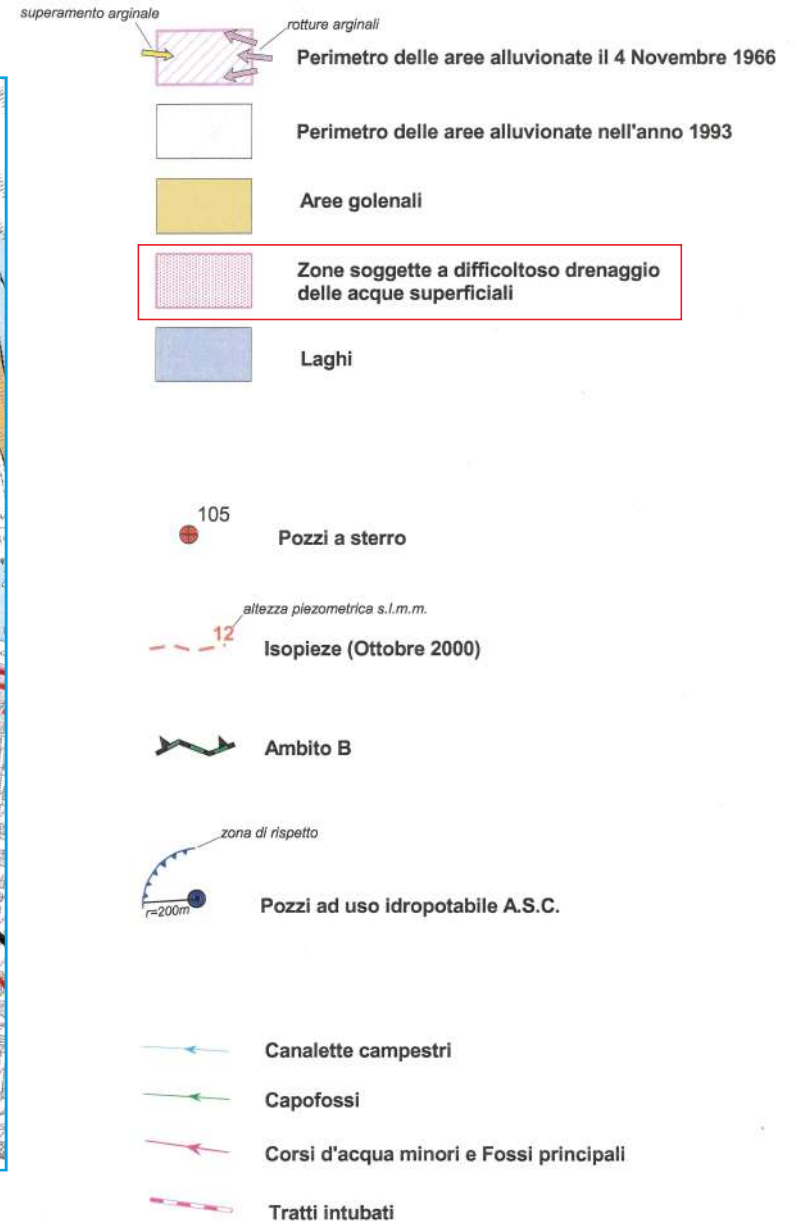 superamento arginale
rotture arginali
Perimetro delle aree alluvionate il 4 Novembre 1966
Perimetro delle aree alluvionate nell'anno 1993
Aree golenali
Zone soggette a difficoltoso drenaggio
delle acque superficiali
Laghi
105
Pozzi a sterro
altezza piezometrica s.l.m.m.
12
Isopieze (Ottobre 2000)
Ambito B
zona di rispetto
r=200m
Pozzi ad uso idropotabile A.S.C.
Canalette campestri
Capofossi
Corsi d'acqua minori e Fossi principali
Tratti intubati